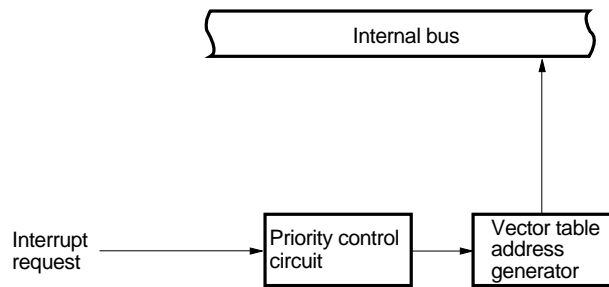 Internal bus
Interrupt
request
Priority control
circuit
Vector table
address
generator